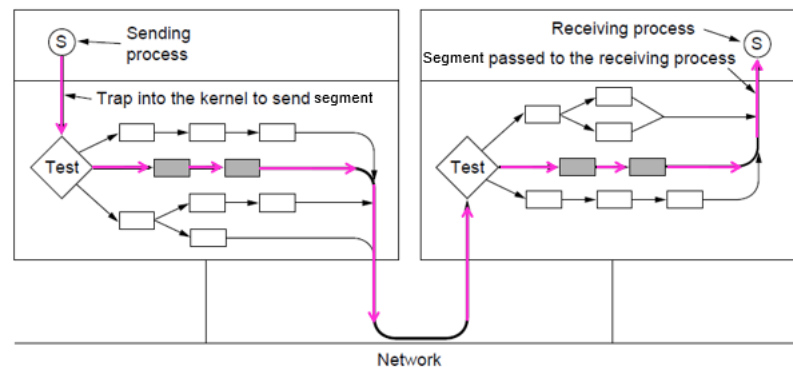 S
Sending
process
Trap into the kernel to send segment
Test
Receiving process
S
Segment passed to the receiving process
Test
Network